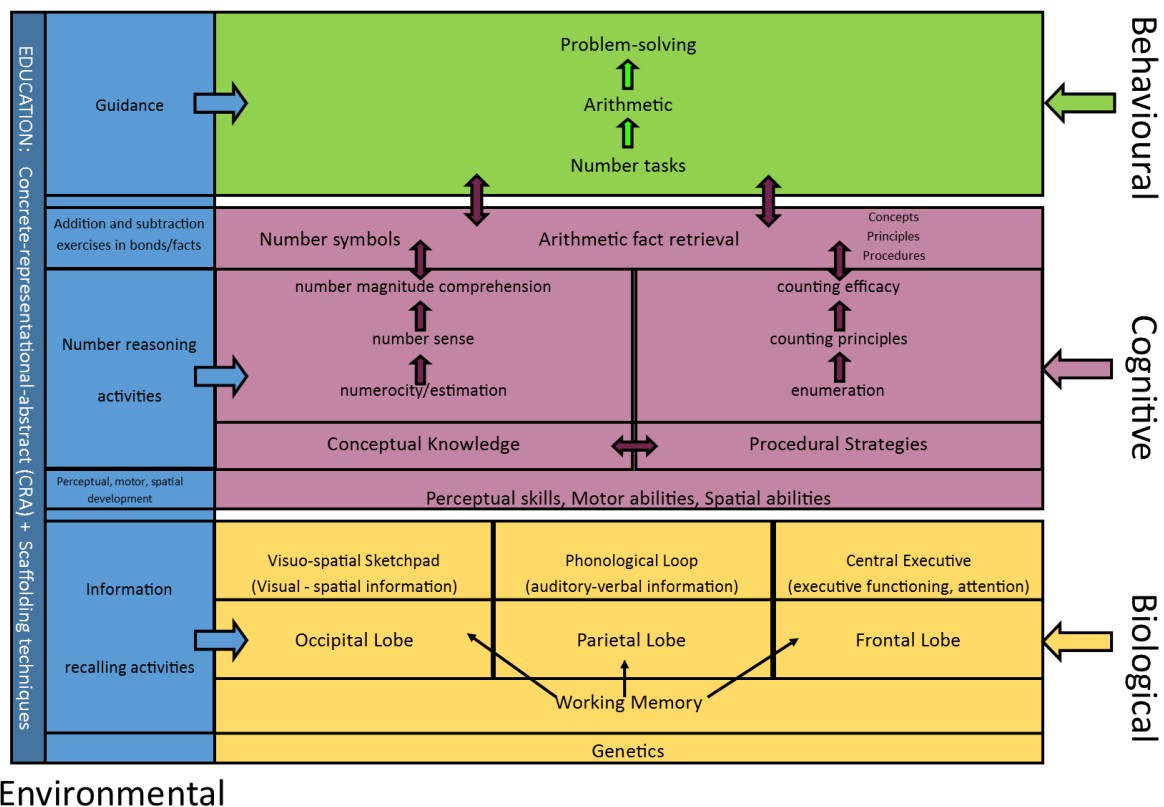 EDUCATION: Concrete-representational-abstract (CRA) + Scaffolding techniques
Guidance
Problem-solving
Arithmetic
Number tasks
Behavioural
Addition and subtraction
exercises in bonds/facts
Number symbols
Arithmetic fact retrieval
Concepts
Principles
Procedures
Number reasoning
activities
number magnitude comprehension
number sense
numerocity/estimation
counting efficacy
counting principles
enumeration
Conceptual Knowledge
Procedural Strategies
Cognitive
Perceptual, motor, spatial
development
Perceptual skills, Motor abilities, Spatial abilities
Information
recalling activities
Visuo-spatial Sketchpad
(Visual - spatial information)
Phonological Loop
(auditory-verbal information)
Central Executive
(executive functioning, attention)
Occipital Lobe
Parietal Lobe
Frontal Lobe
Working Memory
Genetics
Biological
Environmental